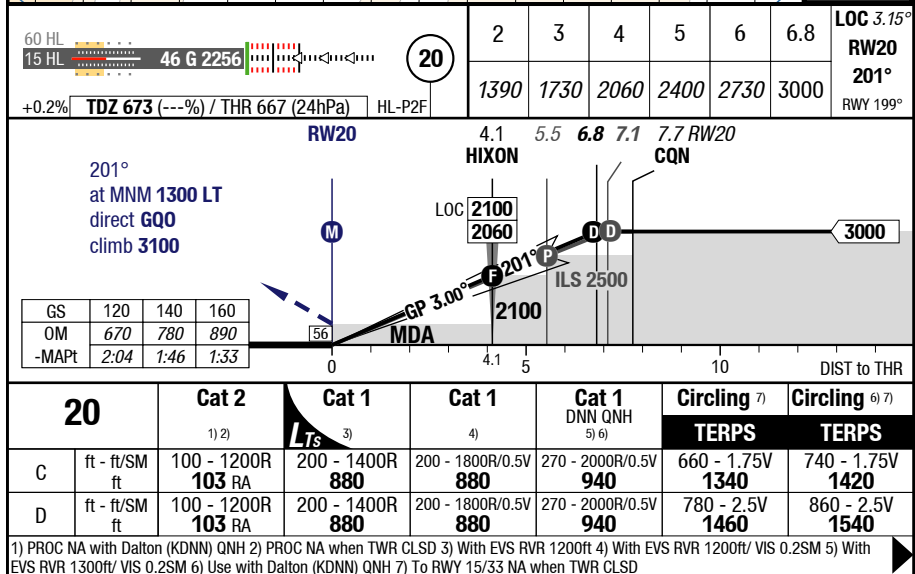 60 HL
15 HL 46 G 2256
20
+0.2% TDZ 673 (---%) / THR 667 (24hPa) HL-P2F
2 3 4 5 6 6.8
1390 1730 2060 2400 2730 3000
LOC 3.15°
RW20
201°
RWY 199°
RW20 4.1 5.5 6.8 7.1 7.7 RW20
HIXON CQN
201°
at MNM 1300 LT
direct GQO
climb 3100
LOC 2100
2060
M
D D
3000
P
F
201°
GP 3.00°
ILS 2500
2100
MDA
56
GS 120 140 160
OM 670 780 890
-MAPt 2:04 1:46 1:33
0 4.1 5 10 DIST to THR
20 Cat 2 Cat 1 Cat 1 Cat 1 Circling 7) Circling 6) 7)
DNN QNH
1) 2) LTS 3) 4) 5) 6) TERPS TERPS
C ft - ft/SM 100 - 1200R 200 - 1400R 200 - 1800R/0.5V 270 - 2000R/0.5V 660 - 1.75V 740 - 1.75V
ft 103 RA 880 880 940 1340 1420
D ft - ft/SM 100 - 1200R 200 - 1400R 200 - 1800R/0.5V 270 - 2000R/0.5V 780 - 2.5V 860 - 2.5V
ft 103 RA 880 880 940 1460 1540
1) PROC NA with Dalton (KDNN) QNH 2) PROC NA when TWR CLSD 3) With EVS RVR 1200ft 4) With EVS RVR 1200ft/ VIS 0.2SM 5) With
EVS RVR 1300ft/ VIS 0.2SM 6) Use with Dalton (KDNN) QNH 7) To RWY 15/33 NA when TWR CLSD